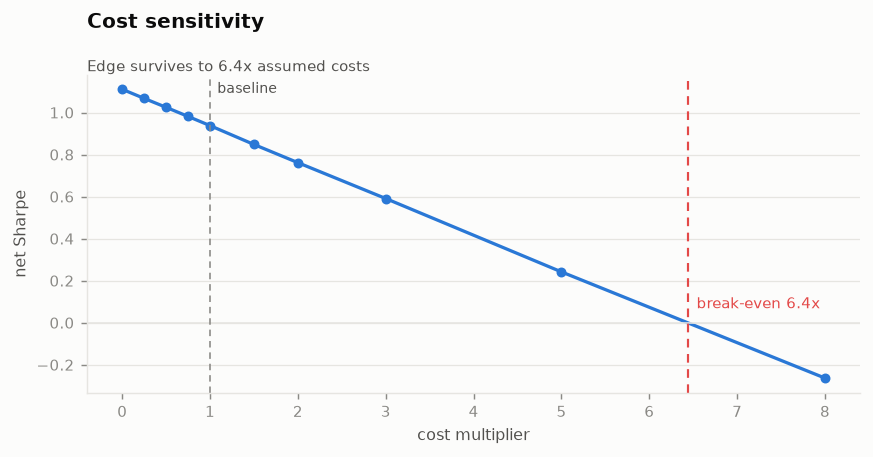 Cost sensitivity
Edge survives to 6.4x assumed costs
baseline
1.0
0.8
0.6
0.4
0.2
0.0
−0.2
net Sharpe
break-even 6.4x
0 1 2 3 4 5 6 7 8
cost multiplier